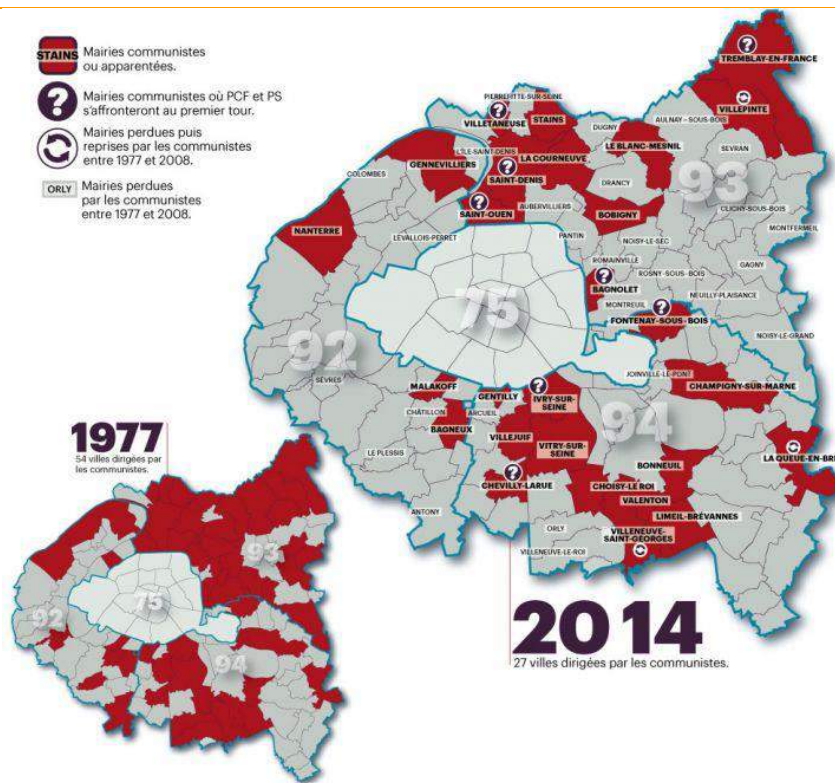 STAINS
Mairies communistes
ou apparentées.
?
Mairies communistes où PCF et PS
s'affronteront au premier tour.
Mairies perdues puis
reprises par les communistes
entre 1977 et 2008.
ORLY
Mairies perdues
par les communistes
entre 1977 et 2008.
?
TREMBLAY-EN-FRANCE
PIERREFITTE-SUR-SEINE
VILLEPINTE
?
VILLETANEUSE
STAINS
DUGNY
AULNAY-SOUS-BOIS
L'ÎLE-SAINT-DENIS
LE BLANC-MESNIL
SEVRAN
GENNEVILLIERS
LA COURNEUVE
COLOMBES
?
SAINT-DENIS
DRANCY
93
?
SAINT-OUEN
AUBERVILLIERS
BOBIGNY
CLICHY-SOUS-BOIS
NANTERRE
LEVALLOIS-PERRET
PANTIN
NOISY-LE-SEC
MONTFERMEIL
ROMAINVILLE
GAGNY
?
BAGNOLET
ROSNY-SOUS-BOIS
75
MONTREUIL
NEUILLY-PLAISANCE
?
FONTENAY-SOUS-BOIS
NOISY-LE-GRAND
92
SÈVRES
JOINVILLE-LE-PONT
MALAKOFF
GENTILLY
?
IVRY-SUR-
SEINE
CHAMPIGNY-SUR-MARNE
CHÂTILLON
ARCUEIL
94
BAGNEUX
VILLEJUIF
VITRY-SUR-
SEINE
LE PLESSIS
BONNEUIL
LA QUEUE-EN-BRI
?
CHEVILLY-LARUE
CHOISY-LE ROI
VALENTON
ANTONY
LIMEIL-BRÉVANNES
ORLY
VILLENEUVE-
SAINT-GEORGES
VILLENEUVE-LE-ROI
1977
54 villes dirigées par
les communistes.
93
75
92
94
2014
27 villes dirigées par les communistes.